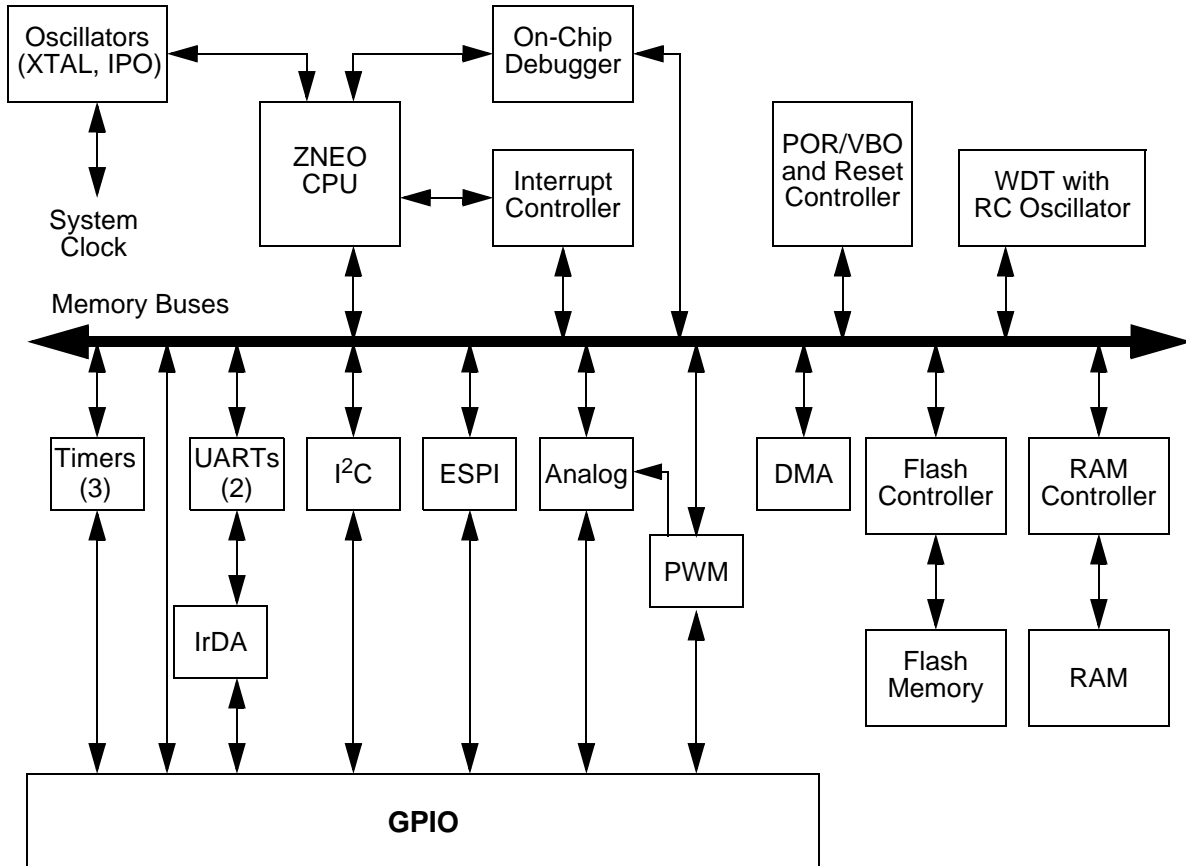 Oscillators
(XTAL, IPO)
On-Chip
Debugger
ZNEO
CPU
Interrupt
Controller
POR/VBO
and Reset
Controller
WDT with
RC Oscillator
System
Clock
Memory Buses
Timers
(3)
UARTs
(2)
I²C
ESPI
Analog
DMA
Flash
Controller
RAM
Controller
PWM
IrDA
Flash
Memory
RAM
GPIO